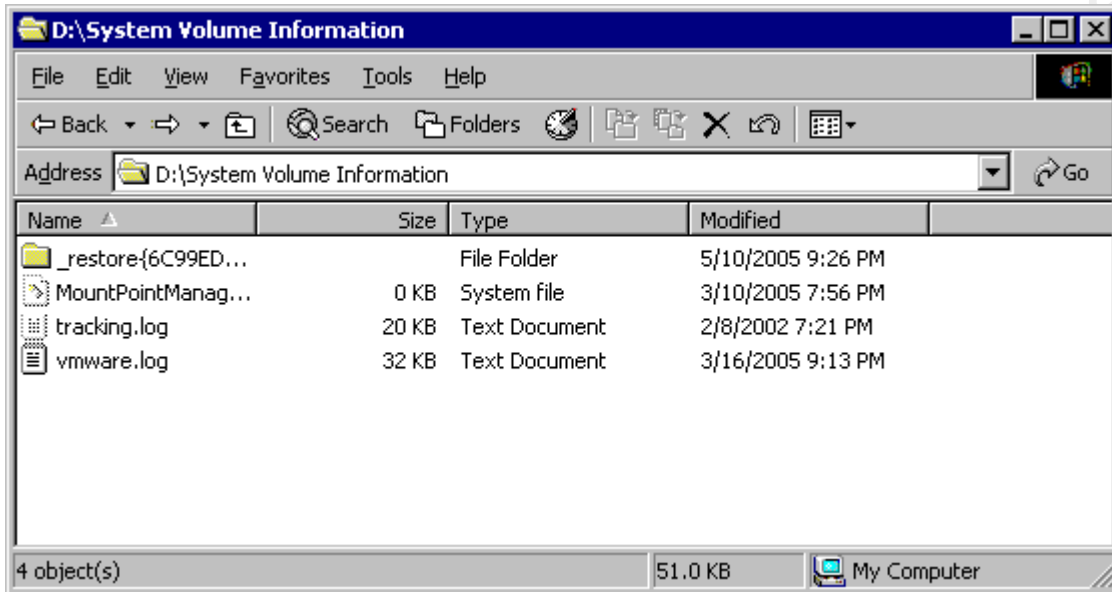 D:\System Volume Information
File Edit View Favorites Tools Help
Back Search Folders
Address D:\System Volume Information Go
Name Size Type Modified
_restore{6C99ED... File Folder 5/10/2005 9:26 PM
MountPointManag... 0 KB System file 3/10/2005 7:56 PM
tracking.log 20 KB Text Document 2/8/2002 7:21 PM
vmware.log 32 KB Text Document 3/16/2005 9:13 PM
4 object(s) 51.0 KB My Computer